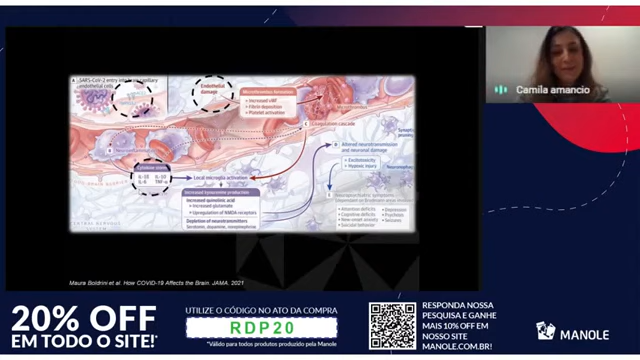 SARS-CoV-2 entry into brain capillary
endothelial cells
Endothelial
damage
Microthrombus formation
• Increased vWF
• Fibrin deposition
• Platelet activation
Coagulation cascade
Synaptic
pruning
D Altered neurotransmission
and neuronal damage
• Excitotoxicity
• Hypoxic injury
IL-1β IL-10
IL-6 TNF-α
Local microglia activation
Increased kynurenine production
Increased quinolinic acid
• Increased glutamate
• Upregulation of NMDA receptors
Depletion of neurotransmitters
Serotonin, dopamine, norepinephrine
CENTRAL NERVOUS
SYSTEM
E
• Attention deficits
• Cognitive deficits
• New-onset anxiety
• Suicidal behavior
• Depression
• Psychosis
• Seizures
Camila amancio
Maura Boldrini et al. How COVID-19 Affects the Brain. JAMA. 2021
20% OFF
EM TODO O SITE!*
UTILIZE O CÓDIGO NO ATO DA COMPRA
RDP20
*Válido para todos produtos produzido pela Manole
RESPONDA NOSSA
PESQUISA E GANHE
MAIS 10% OFF EM
NOSSO SITE
MANOLE.COM.BR!
MANOLE